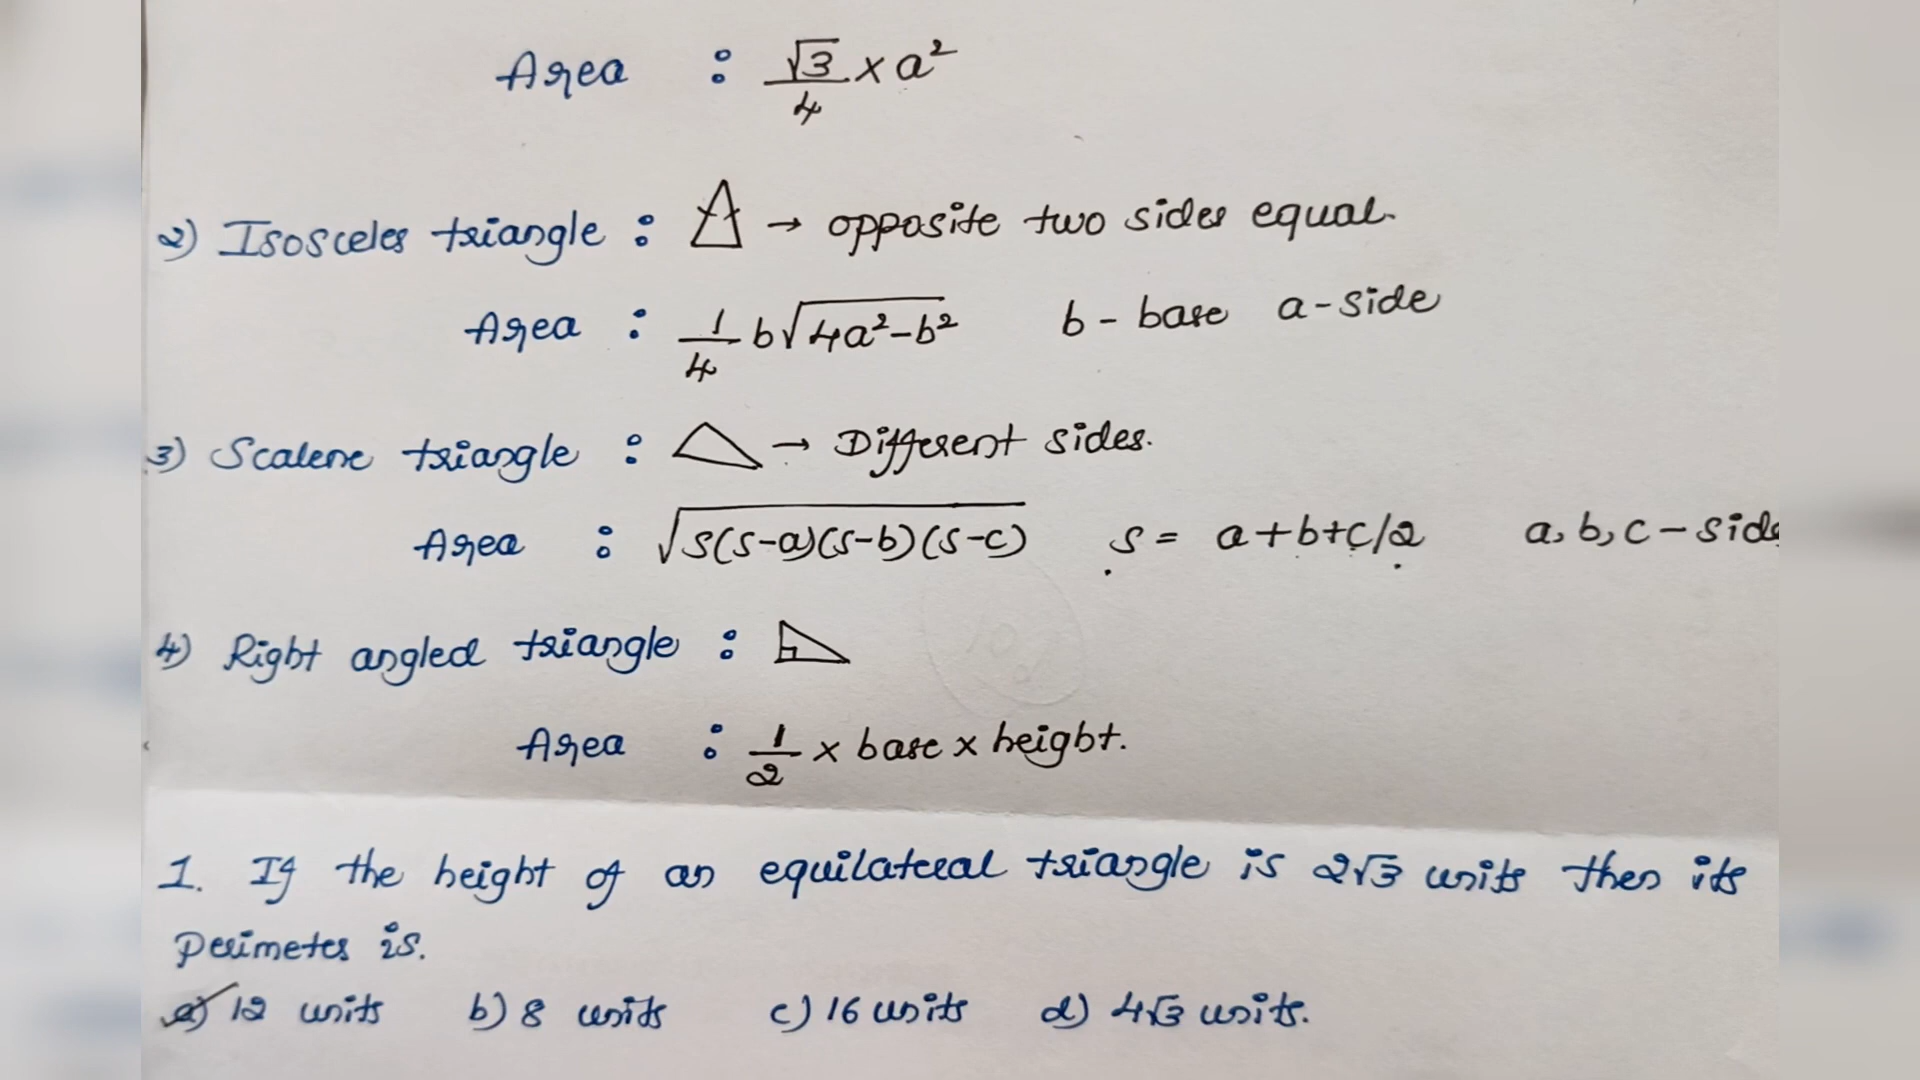 Area : √3/4 × a²
2) Isosceles triangle : → opposite two sides equal.
Area : 1/4 b√4a²-b² b - base a - side
3) Scalene triangle : → Different sides.
Area : √s(s-a)(s-b)(s-c) s = a+b+c/2 a, b, c - side
4) Right angled triangle :
Area : 1/2 × base × height.
1. If the height of an equilateral triangle is 2√3 units then its
perimeter is.
a) 12 units b) 8 units c) 16 units d) 4√3 units.